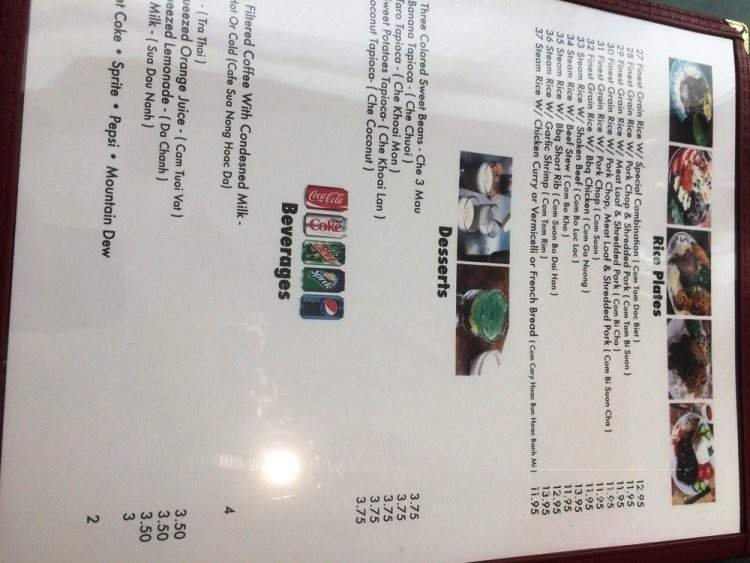 Rice Plates
27 Finest Grain Rice W/ Special Combination ( Com Tam Dac Biet ) 12.95
28 Finest Grain Rice W/ Pork Chop & Shredded Pork ( Com Tam Bi Suon ) 11.95
29 Finest Grain Rice W/ Meat Loaf & Shredded Pork ( Com Bi Cha ) 11.95
30 Finest Grain Rice W/ Pork Chop, Meat Loaf & Shredded Pork ( Com Bi Suon Cha ) 11.95
31 Finest Grain Rice W/ Pork Chop ( Com Suon ) 11.95
32 Finest Grain Rice W/ Bbq Chicken ( Com Ga Nuong ) 11.95
33 Steam Rice W/ Shaken Beef ( Com Bo Luc Lac ) 13.95
34 Steam Rice W/ Beef Stew ( Com Bo Kho ) 11.95
35 Steam Rice W/ Bbq Short Rib ( Com Suon Bo Dai Han ) 12.95
36 Steam Rice W/ Garlic Shrimp ( Com Tom Rim ) 13.95
37 Steam Rice W/ Chicken Curry or Vermicelli or French Bread ( Com Cary Hoac Bun Hoac Banh Mi ) 11.95
Desserts
Three Colored Sweet Beans - Che 3 Mau 3.75
Banana Tapioca - ( Che Chuoi ) 3.75
Taro Tapioca - ( Che Khoai Mon ) 3.75
Sweet Potatoes Tapioca- ( Che Khoai Lan ) 3.75
Coconut Tapioca- ( Che Coconut ) 3.75
Coca-Cola
Coke
Sprite
Beverages
Filtered Coffee With Condesned Milk -
Hot Or Cold (Cafe Sua Nong Hoac Da) 4
- ( Tra Thai ) 3.50
queezed Orange Juice - ( Cam Tuoi Vat ) 3.50
eezed Lemonade - ( Da Chanh ) 3.50
Milk - ( Sua Dau Nanh ) 3
et Coke • Sprite • Pepsi • Mountain Dew 2